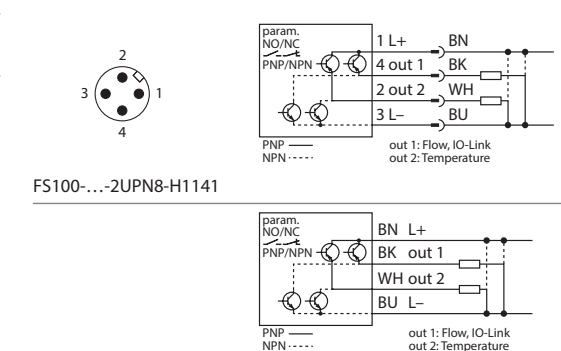 param.
NO/NC
PNP/NPN
1 L+ BN
4 out 1 BK
2 out 2 WH
3 L– BU
PNP
NPN
out 1: Flow, IO-Link
out 2: Temperature
2
3 1
4
FS100-…-2UPN8-H1141
param.
NO/NC
PNP/NPN
BN L+
BK out 1
WH out 2
BU L–
PNP
NPN
out 1: Flow, IO-Link
out 2: Temperature